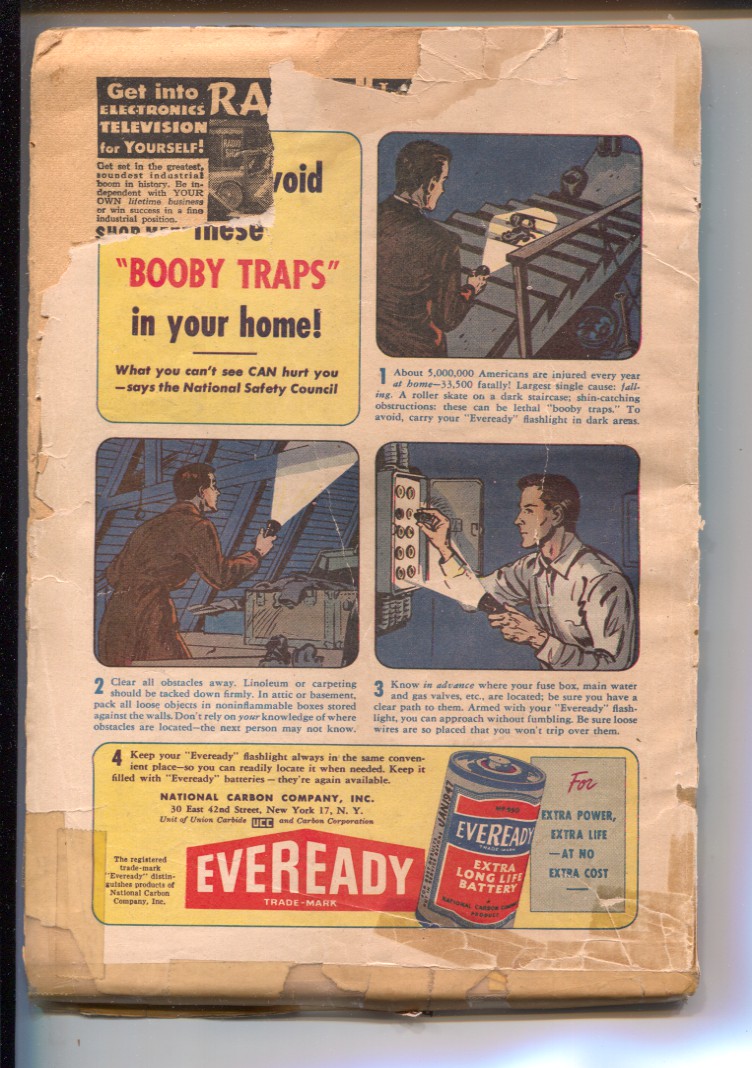 Get into
ELECTRONICS
TELEVISION
for YOURSELF!
RA
Get set in the greatest,
soundest industrial
boom in history. Be in-
dependent with YOUR
OWN lifetime business
or win success in a fine
industrial position.
void
these
"BOOBY TRAPS"
in your home!
What you can't see CAN hurt you
—says the National Safety Council
1 About 5,000,000 Americans are injured every year
at home—33,500 fatally! Largest single cause: fall-
ing. A roller skate on a dark staircase; shin-catching
obstructions: these can be lethal "booby traps." To
avoid, carry your "Eveready" flashlight in dark areas.
2 Clear all obstacles away. Linoleum or carpeting
should be tacked down firmly. In attic or basement,
pack all loose objects in noninflammable boxes stored
against the walls. Don't rely on your knowledge of where
obstacles are located—the next person may not know.
3 Know in advance where your fuse box, main water
and gas valves, etc., are located; be sure you have a
clear path to them. Armed with your "Eveready" flash-
light, you can approach without fumbling. Be sure loose
wires are so placed that you won't trip over them.
4 Keep your "Eveready" flashlight always in the same conven-
ient place—so you can readily locate it when needed. Keep it
filled with "Eveready" batteries—they're again available.
NATIONAL CARBON COMPANY, INC.
30 East 42nd Street, New York 17, N. Y.
Unit of Union Carbide UCC and Carbon Corporation
The registered
trade-mark
"Eveready" distin-
guishes products of
National Carbon
Company, Inc.
EVEREADY
TRADE-MARK
No 950
EVEREADY
TRADE-MARK
EXTRA
LONG LIFE
BATTERY
NATIONAL CARBON
PRODUCT
For
EXTRA POWER,
EXTRA LIFE
—AT NO
EXTRA COST